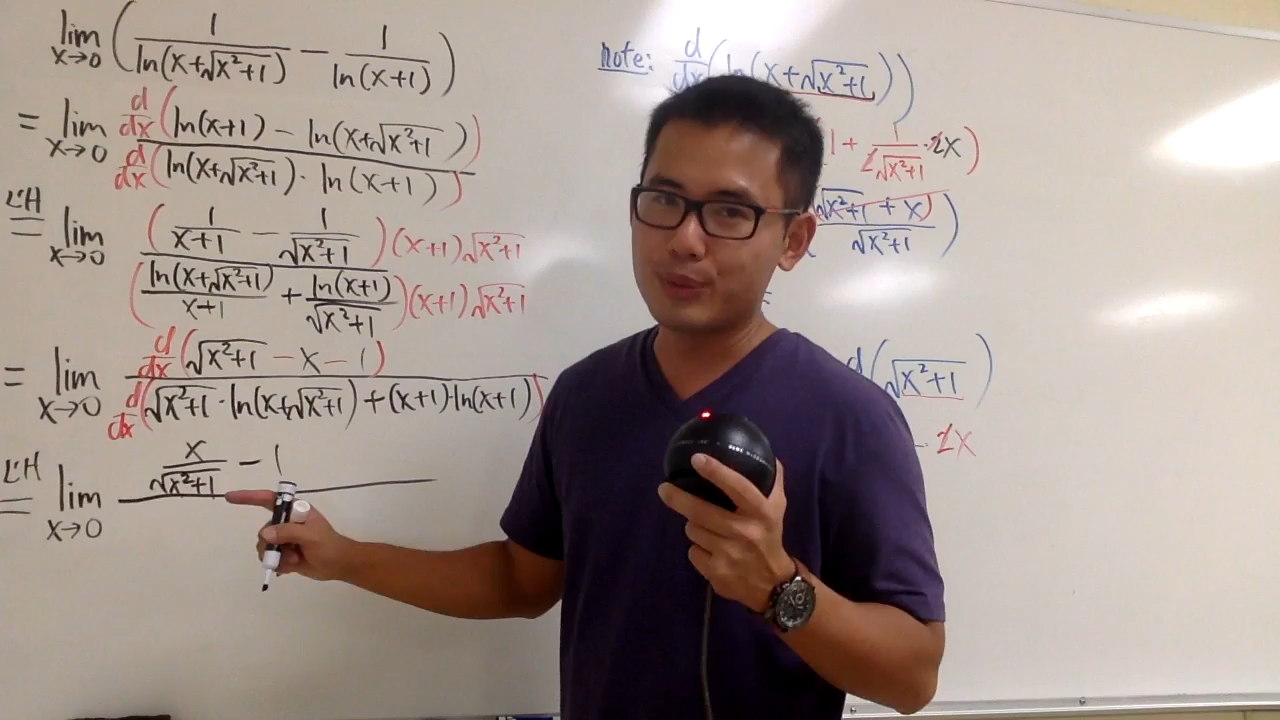 lim x→0 ( 1 / ln(x+√x²+1) − 1 / ln(x+1) )
= lim x→0 d/dx ( ln(x+1) − ln(x+√x²+1) ) / d/dx ( ln(x+√x²+1) · ln(x+1) )
L'H = lim x→0 ( 1/(x+1) − 1/√x²+1 ) (x+1)√x²+1 / ( ln(x+√x²+1)/(x+1) + ln(x+1)/√x²+1 ) (x+1)√x²+1
= lim x→0 d/dx ( √x²+1 − x − 1 ) / d/dx ( √x²+1 · ln(x+√x²+1) + (x+1)·ln(x+1) )
L'H = lim x→0 x/√x²+1 − 1
note: d/dx ( ln(x+√x²+1) )
(1 + 1/2√x²+1 · 2x)
√x²+1 + x) / √x²+1 )
=
d ( √x²+1 )
· 2x